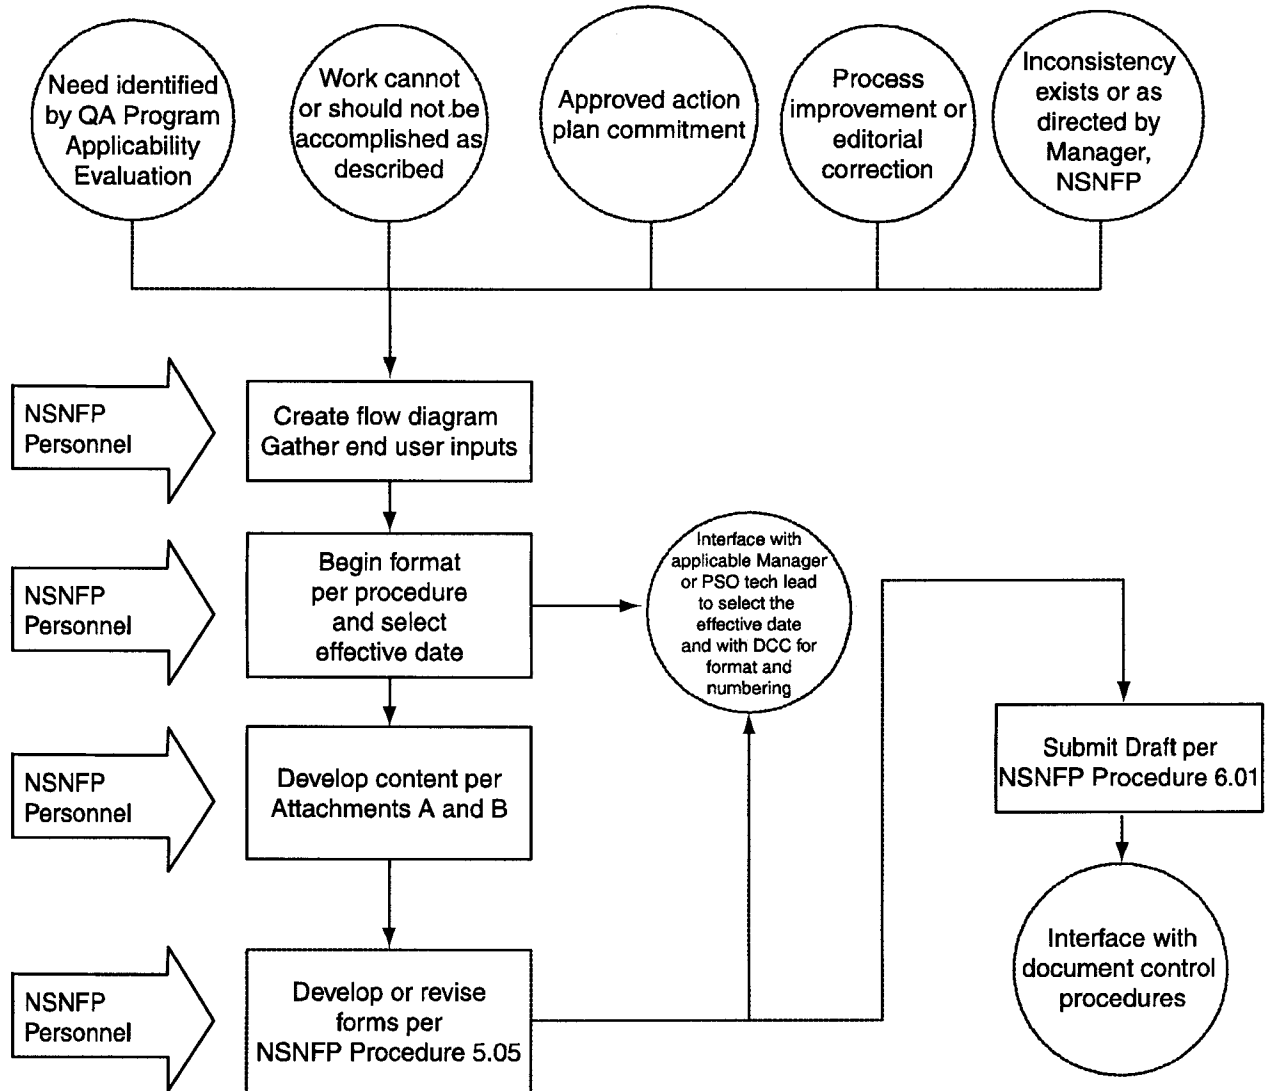 Need identified
by QA Program
Applicability
Evaluation
Work cannot
or should not be
accomplished as
described
Approved action
plan commitment
Process
improvement or
editorial
correction
Inconsistency
exists or as
directed by
Manager,
NSNFP
NSNFP
Personnel
Create flow diagram
Gather end user inputs
NSNFP
Personnel
Begin format
per procedure
and select
effective date
Interface with
applicable Manager
or PSO tech lead
to select the
effective date
and with DCC for
format and
numbering
NSNFP
Personnel
Develop content per
Attachments A and B
Submit Draft per
NSNFP Procedure 6.01
NSNFP
Personnel
Develop or revise
forms per
NSNFP Procedure 5.05
Interface with
document control
procedures